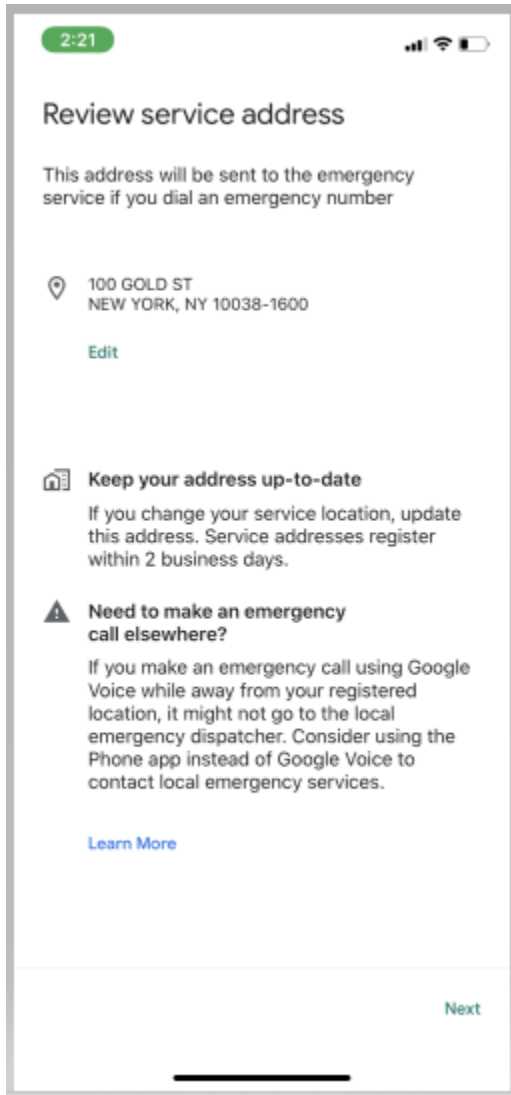 2:21
Review service address
This address will be sent to the emergency
service if you dial an emergency number
100 GOLD ST
NEW YORK, NY 10038-1600
Edit
Keep your address up-to-date
If you change your service location, update
this address. Service addresses register
within 2 business days.
Need to make an emergency
call elsewhere?
If you make an emergency call using Google
Voice while away from your registered
location, it might not go to the local
emergency dispatcher. Consider using the
Phone app instead of Google Voice to
contact local emergency services.
Learn More
Next